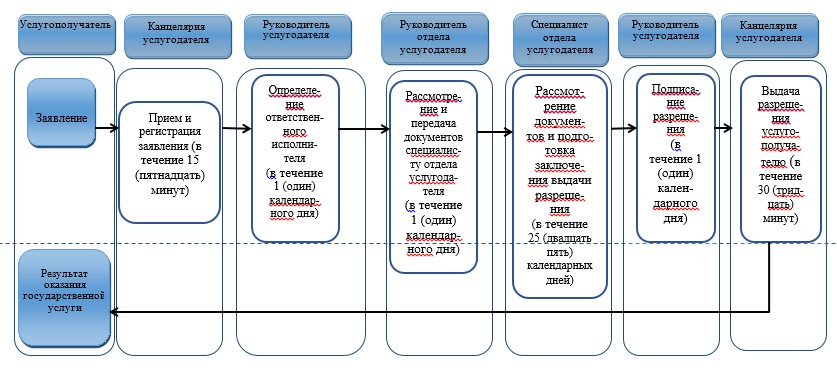 Услугополучатель
Канцелярия
услугодателя
Руководитель
услугодателя
Руководитель
отдела
услугодателя
Специалист
отдела
услугодателя
Руководитель
услугодателя
Канцелярия
услугодателя
Заявление
Прием и
регистрация
заявления (в
течение 15
(пятнадцать)
минут)
Определе-
ние
ответствен-
ного
исполни-
теля
(в течение
1 (один)
календар-
ного дня)
Рассмотре-
ние и
передача
документов
специалис-
ту отдела
услугода-
теля
(в течение
1 (один)
календар-
ного дня)
Рассмот-
рение
докумен-
тов и подго-
товка
заключе-
ния выдачи
разреше-
ния
(в течение
25 (двадцать
пять)
календарных
дней)
Подписа-
ние
разреше-
ния
(в
течение 1
(один)
кален-
дарного
дня)
Выдача
разреше-
ния
услуго-
получа-
телю (в
течение
30 (трид-
цать)
минут)
Результат
оказания
государственной
услуги